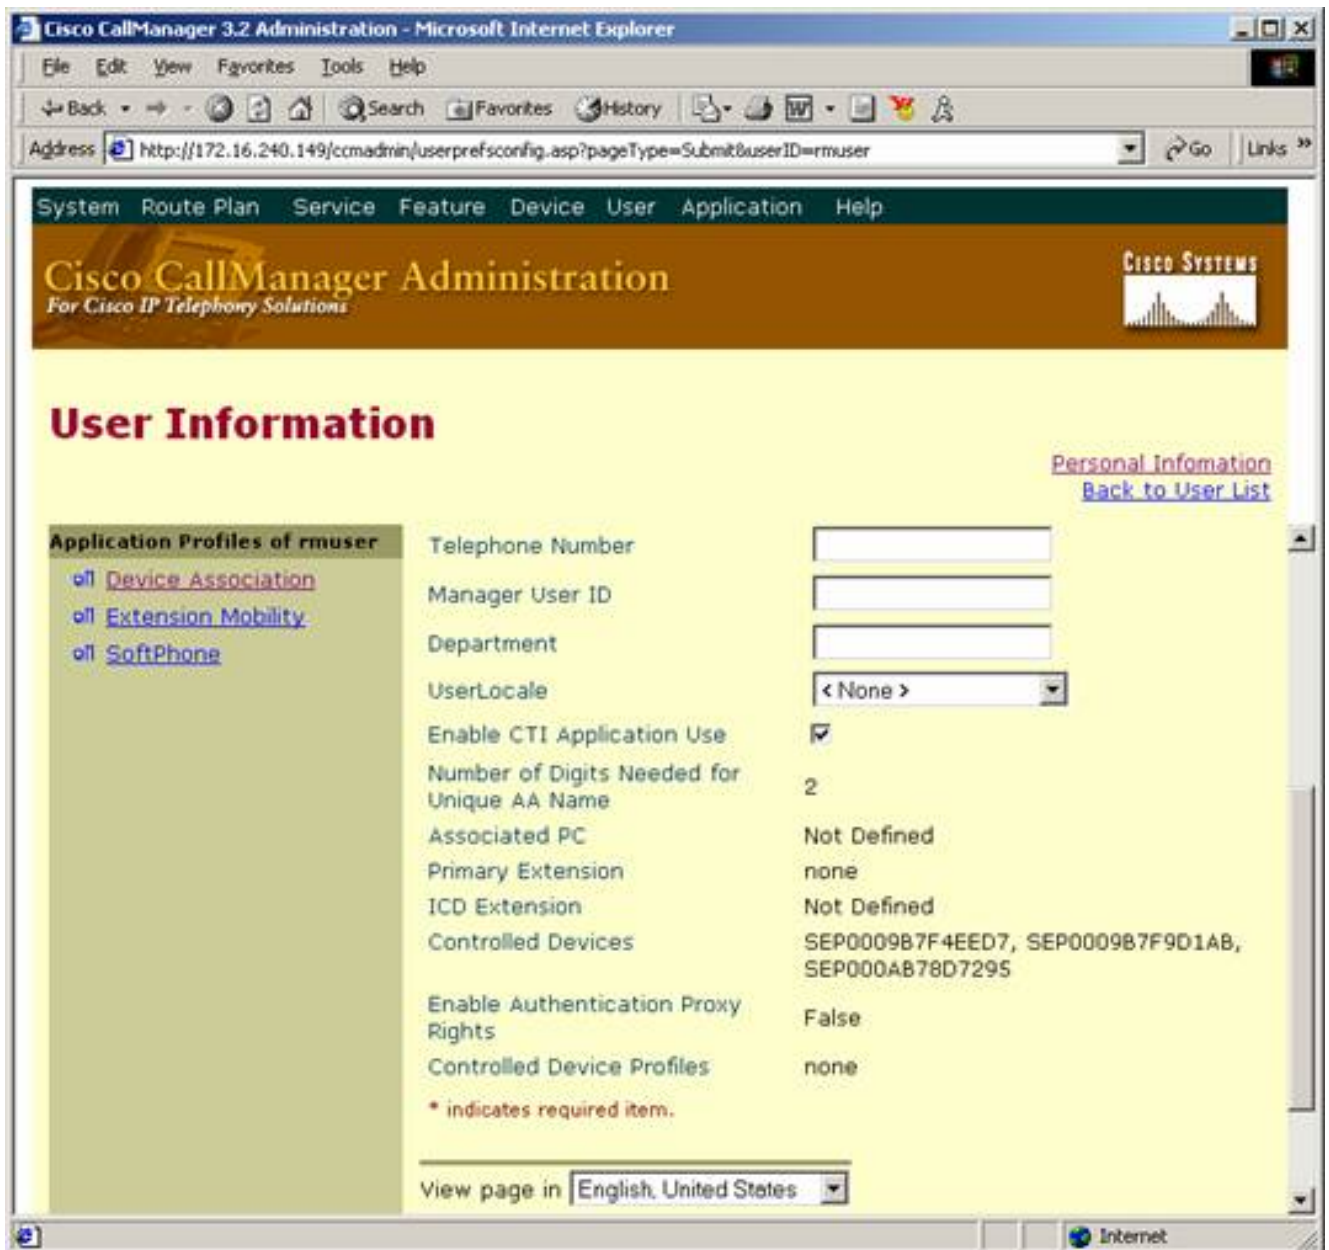 Cisco CallManager 3.2 Administration - Microsoft Internet Explorer
File Edit View Favorites Tools Help
Back Search Favorites History
Address http://172.16.240.149/ccmadmin/userprefsconfig.asp?pageType=Submit&userID=rmuser Go Links »
System Route Plan Service Feature Device User Application Help
Cisco CallManager Administration
For Cisco IP Telephony Solutions
CISCO SYSTEMS
User Information
Personal Infomation
Back to User List
Application Profiles of rmuser
Device Association
Extension Mobility
SoftPhone
Telephone Number
Manager User ID
Department
UserLocale < None >
Enable CTI Application Use
Number of Digits Needed for
Unique AA Name 2
Associated PC Not Defined
Primary Extension none
ICD Extension Not Defined
Controlled Devices SEP0009B7F4EED7, SEP0009B7F9D1AB,
SEP000AB78D7295
Enable Authentication Proxy
Rights False
Controlled Device Profiles none
* indicates required item.
View page in English, United States
Internet